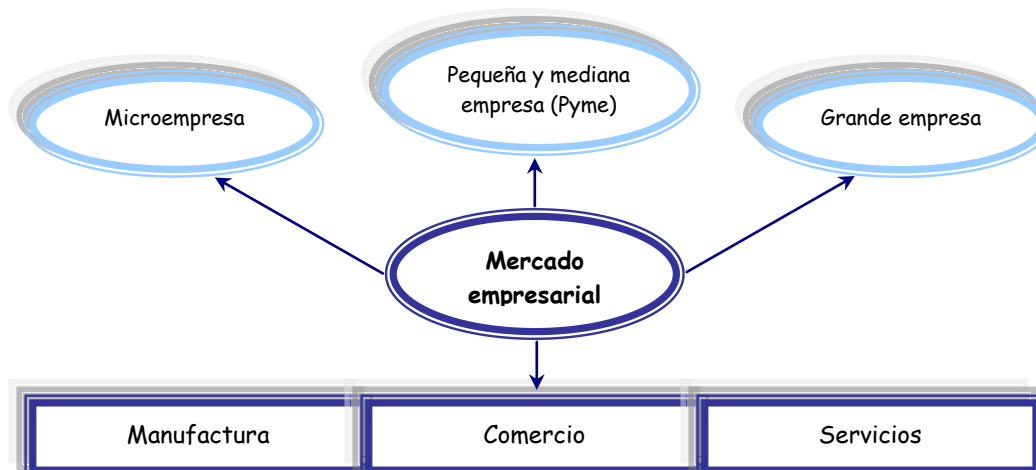 Microempresa
Pequeña y mediana
empresa (Pyme)
Grande empresa
Mercado
empresarial
Manufactura
Comercio
Servicios